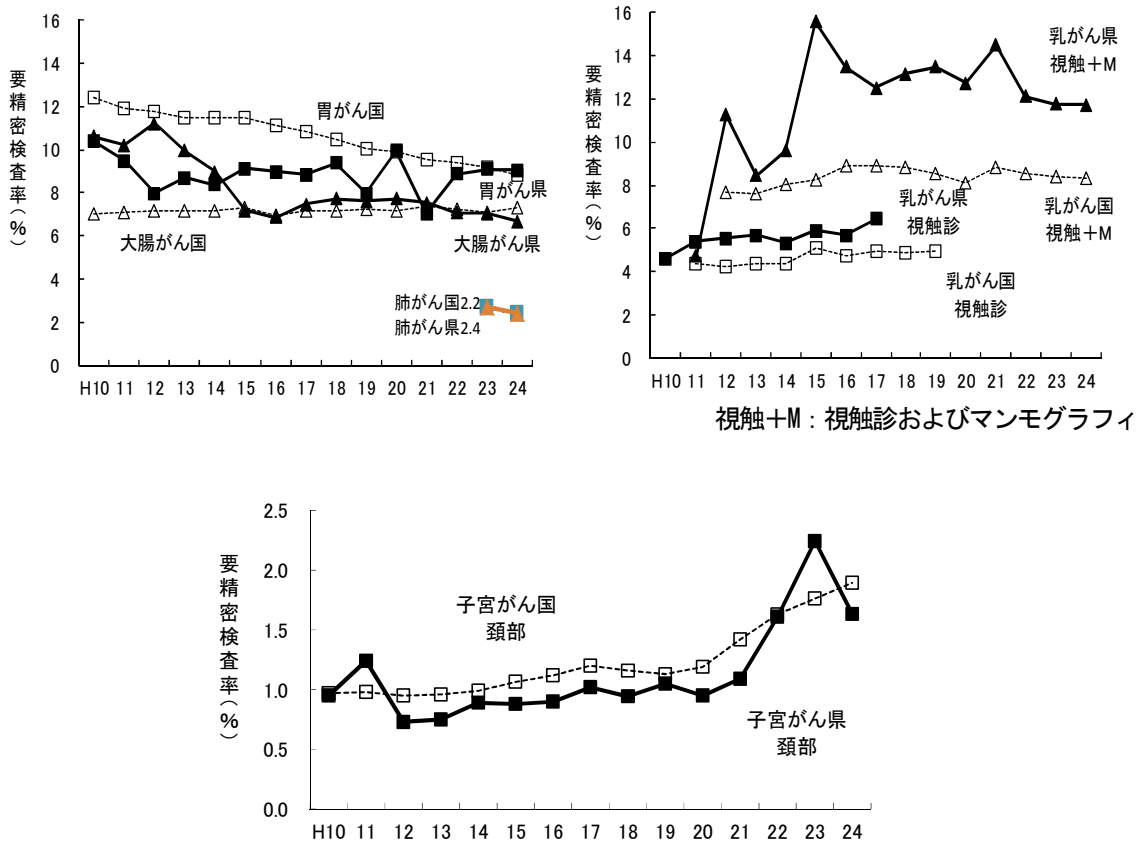 16
14
12
10
8
6
4
2
0
要精密検査率(%)
胃がん国
胃がん県
大腸がん国
大腸がん県
肺がん国2.2
肺がん県2.4
H10 11 12 13 14 15 16 17 18 19 20 21 22 23 24
16
14
12
10
8
6
4
2
0
要精密検査率(%)
乳がん県
視触+M
乳がん県
視触診
乳がん国
視触+M
乳がん国
視触診
H10 11 12 13 14 15 16 17 18 19 20 21 22 23 24
視触+M:視触診およびマンモグラフィ
2.5
2.0
1.5
1.0
0.5
0.0
要精密検査率(%)
子宮がん国
頚部
子宮がん県
頚部
H10 11 12 13 14 15 16 17 18 19 20 21 22 23 24